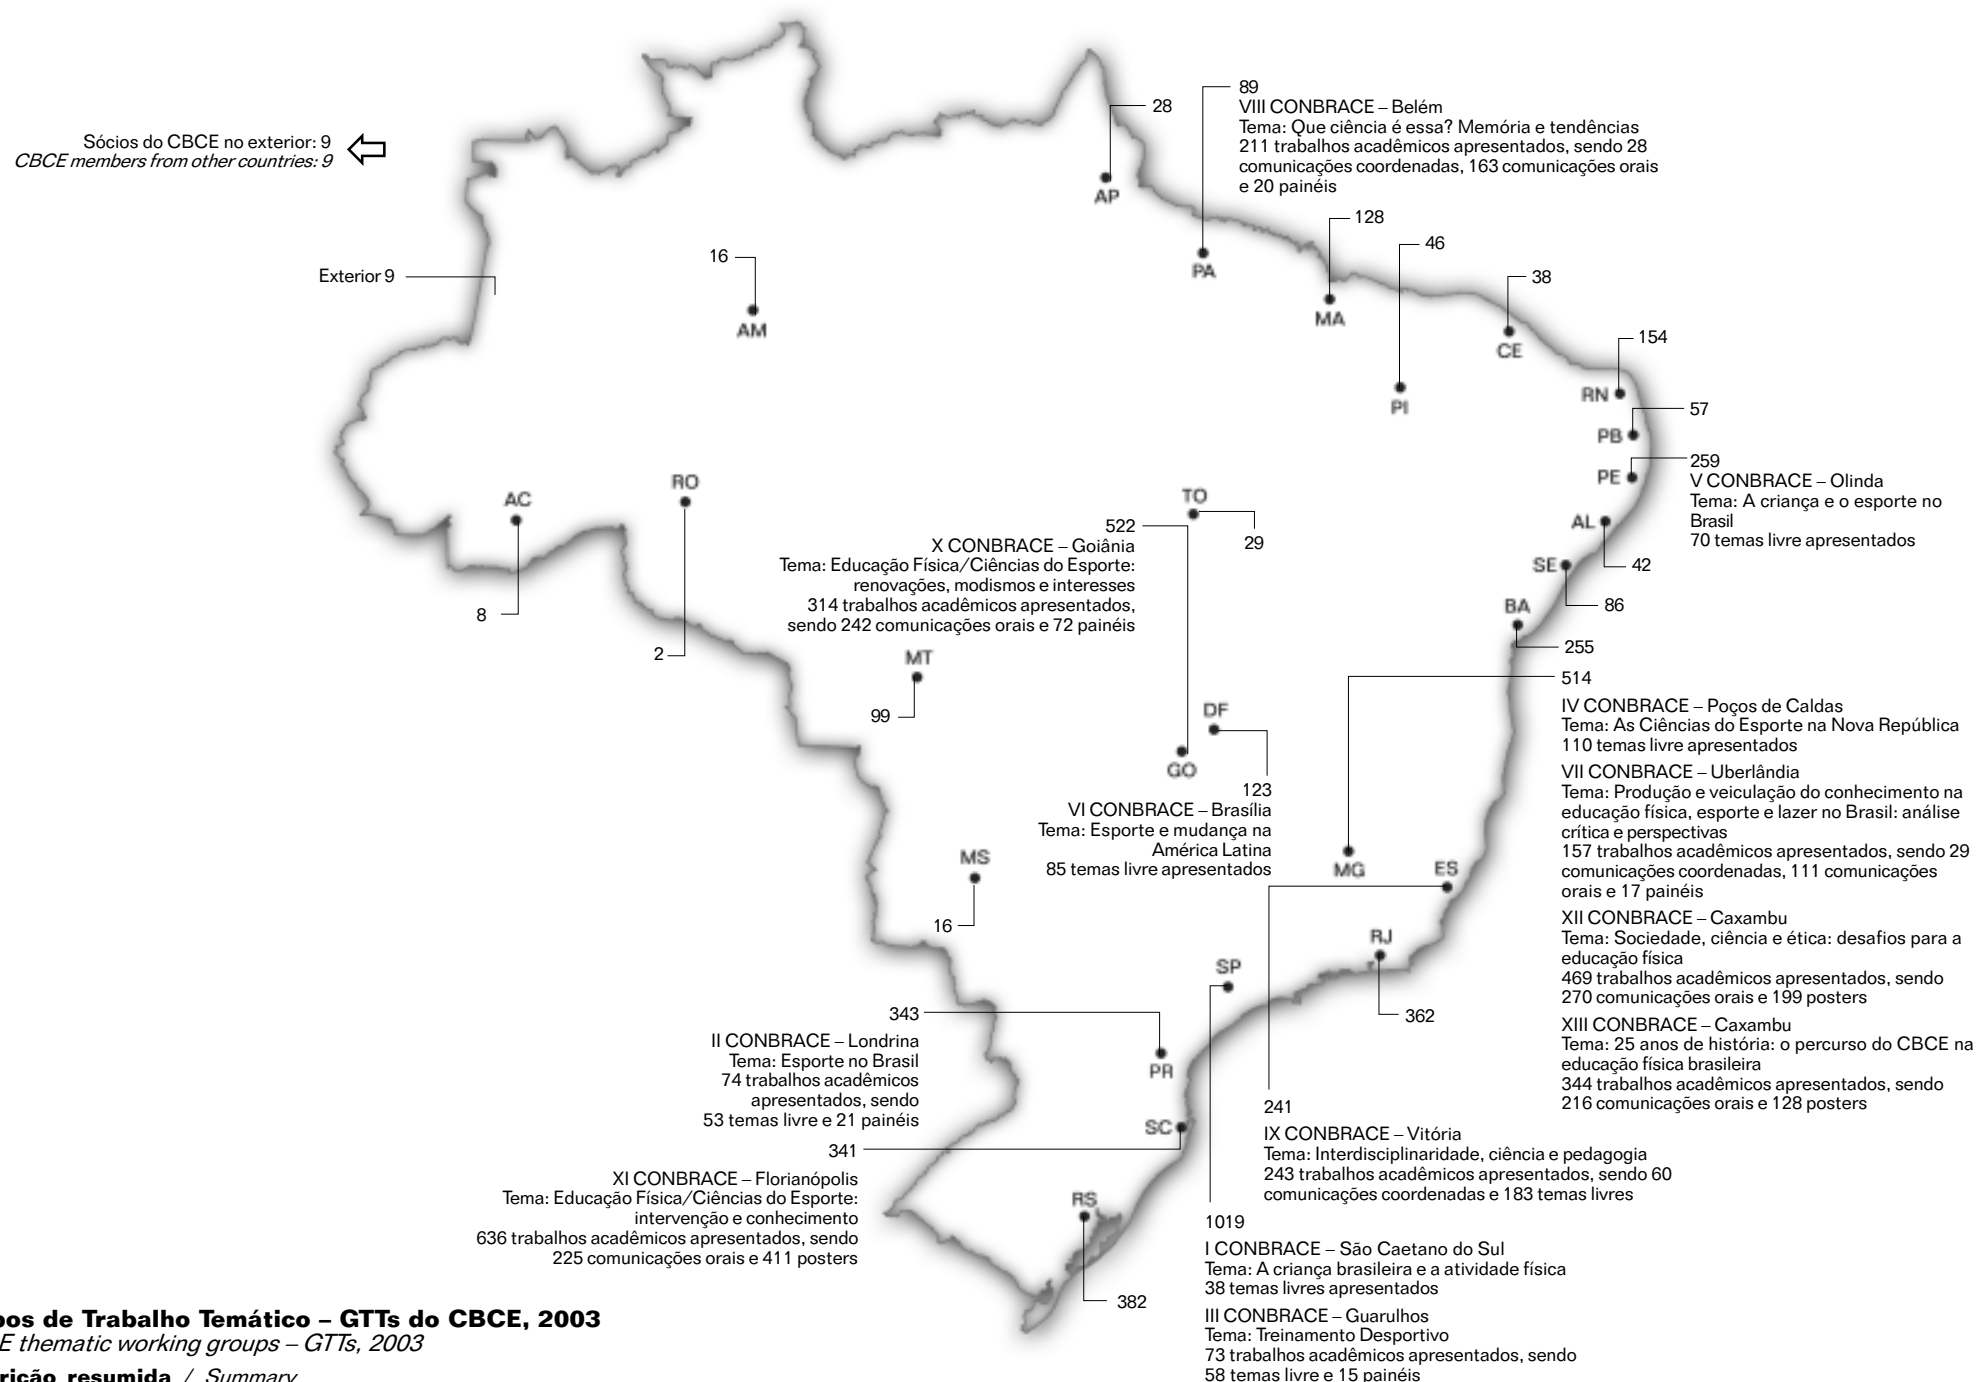 Sócios do CBCE no exterior: 9
CBCE members from other countries: 9
Exterior 9
28
AP
89
VIII CONBRACE – Belém
Tema: Que ciência é essa? Memória e tendências
211 trabalhos acadêmicos apresentados, sendo 28
comunicações coordenadas, 163 comunicações orais
e 20 painéis
PA
128
MA
46
PI
38
CE
16
AM
154
RN
57
PB
259
V CONBRACE – Olinda
Tema: A criança e o esporte no
Brasil
70 temas livre apresentados
PE
AL
42
SE
86
BA
255
AC
8
RO
2
TO
29
522
X CONBRACE – Goiânia
Tema: Educação Física/Ciências do Esporte:
renovações, modismos e interesses
314 trabalhos acadêmicos apresentados,
sendo 242 comunicações orais e 72 painéis
MT
99
DF
GO
123
VI CONBRACE – Brasília
Tema: Esporte e mudança na
América Latina
85 temas livre apresentados
514
IV CONBRACE – Poços de Caldas
Tema: As Ciências do Esporte na Nova República
110 temas livre apresentados
VII CONBRACE – Uberlândia
Tema: Produção e veiculação do conhecimento na
educação física, esporte e lazer no Brasil: análise
crítica e perspectivas
157 trabalhos acadêmicos apresentados, sendo 29
comunicações coordenadas, 111 comunicações
orais e 17 painéis
XII CONBRACE – Caxambu
Tema: Sociedade, ciência e ética: desafios para a
educação física
469 trabalhos acadêmicos apresentados, sendo
270 comunicações orais e 199 posters
XIII CONBRACE – Caxambu
Tema: 25 anos de história: o percurso do CBCE na
educação física brasileira
344 trabalhos acadêmicos apresentados, sendo
216 comunicações orais e 128 posters
MS
16
MG
ES
RJ
362
SP
343
II CONBRACE – Londrina
Tema: Esporte no Brasil
74 trabalhos acadêmicos
apresentados, sendo
53 temas livre e 21 painéis
PR
SC
341
XI CONBRACE – Florianópolis
Tema: Educação Física/Ciências do Esporte:
intervenção e conhecimento
636 trabalhos acadêmicos apresentados, sendo
225 comunicações orais e 411 posters
241
IX CONBRACE – Vitória
Tema: Interdisciplinaridade, ciência e pedagogia
243 trabalhos acadêmicos apresentados, sendo 60
comunicações coordenadas e 183 temas livres
RS
382
1019
I CONBRACE – São Caetano do Sul
Tema: A criança brasileira e a atividade física
38 temas livres apresentados
III CONBRACE – Guarulhos
Tema: Treinamento Desportivo
73 trabalhos acadêmicos apresentados, sendo
58 temas livre e 15 painéis
pos de Trabalho Temático – GTTs do CBCE, 2003
E thematic working groups – GTTs, 2003
rição resumida / Summary